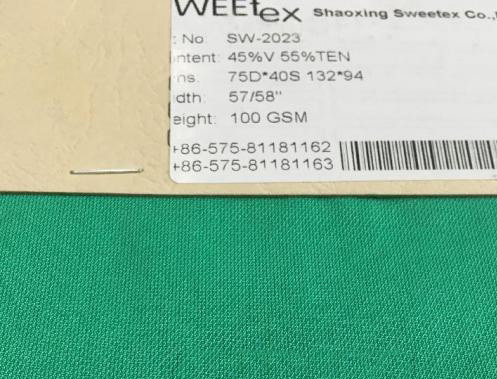 WEEtex Shaoxing Sweetex Co.,
: No: SW-2023
ntent: 45%V 55%TEN
ns. 75D*40S 132*94
dth: 57/58"
eight: 100 GSM
+86-575-81181162
+86-575-81181163